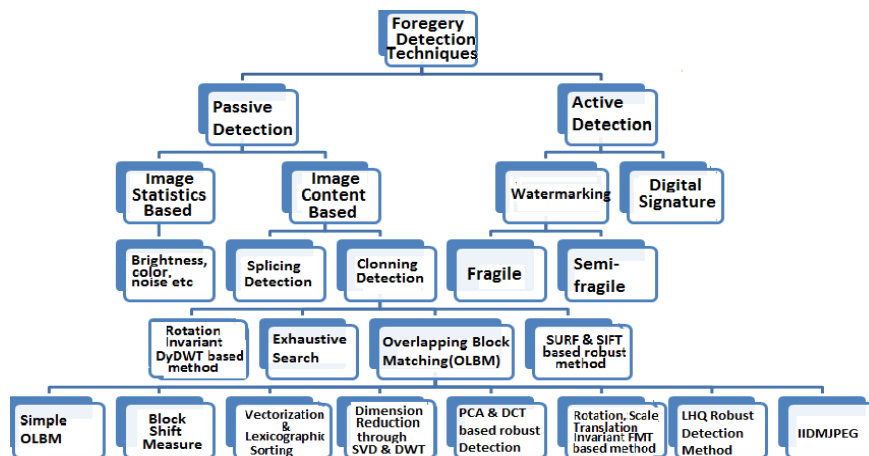 Foregery
Detection
Techniques
Passive
Detection
Active
Detection
Image
Statistics
Based
Image
Content
Based
Watermarking
Digital
Signature
Brightness,
color,
noise etc
Splicing
Detection
Clonning
Detection
Fragile
Semi-
fragile
Rotation
Invariant
DyDWT based
method
Exhaustive
Search
Overlapping Block
Matching(OLBM)
SURF & SIFT
based robust
method
Simple
OLBM
Block
Shift
Measure
Vectorization
&
Lexicographic
Sorting
Dimension
Reduction
through
SVD & DWT
PCA & DCT
based robust
Detection
Rotation, Scale
Translation
Invariant FMT
based method
LHQ Robust
Detection
Method
IIDMJPEG